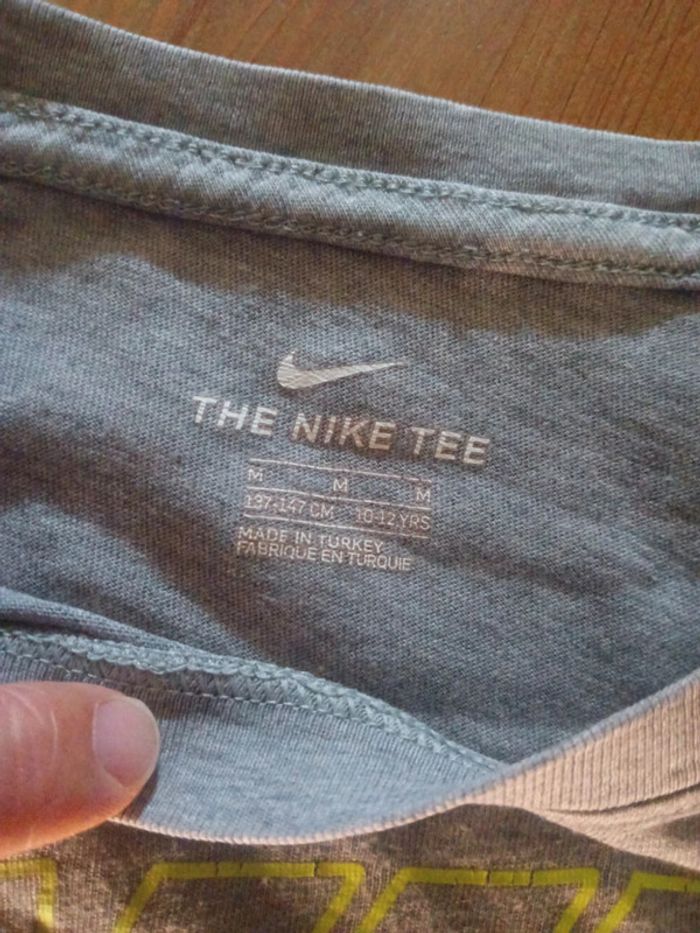 THE NIKE TEE
M M M
137-147 CM 10-12 YRS
MADE IN TURKEY
FABRIQUE EN TURQUIE